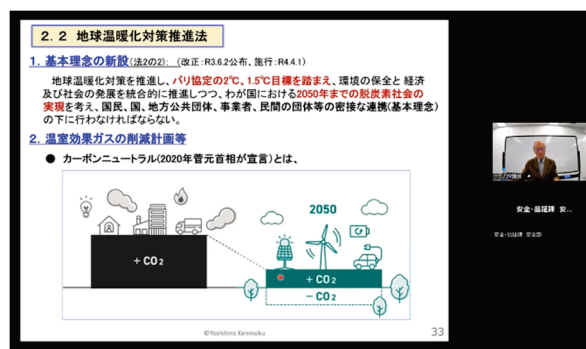 2.2 地球温暖化対策推進法
1. 基本理念の新設(法2の2): (改正:R3.6.2公布、施行:R4.4.1)
地球温暖化対策を推進し、パリ協定の2℃、1.5℃目標を踏まえ、環境の保全と経済
及び社会の発展を統合的に推進しつつ、わが国における2050年までの脱炭素社会の
実現を考え、国民、国、地方公共団体、事業者、民間の団体等の密接な連携(基本理念)
の下に行わなければならない。
2. 温室効果ガスの削減計画等
● カーボンニュートラル(2020年菅元首相が宣言)とは、
2050
+ CO2
+ CO2
− CO2
©Yoshihiro Kenmoku
33